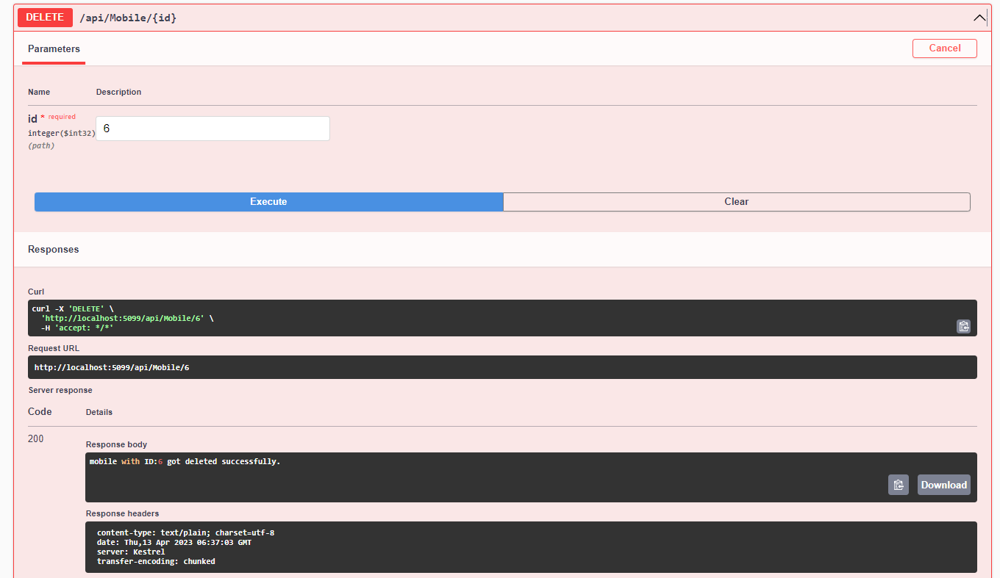 DELETE /api/Mobile/{id}
Parameters
Cancel
Name Description
id * required
integer($int32)
(path)
6
Execute Clear
Responses
Curl
curl -X 'DELETE' \
'http://localhost:5099/api/Mobile/6' \
-H 'accept: */*'
Request URL
http://localhost:5099/api/Mobile/6
Server response
Code Details
200
Response body
mobile with ID:6 got deleted successfully.
Download
Response headers
content-type: text/plain; charset=utf-8
date: Thu,13 Apr 2023 06:37:03 GMT
server: Kestrel
transfer-encoding: chunked